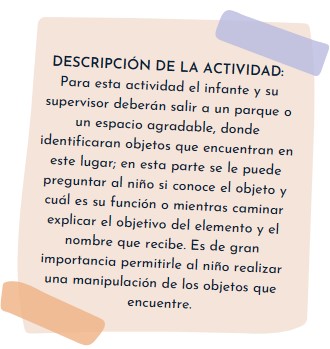 DESCRIPCIÓN DE LA ACTIVIDAD:
Para esta actividad el infante y su
supervisor deberán salir a un parque o
un espacio agradable, donde
identificaran objetos que encuentran en
este lugar; en esta parte se le puede
preguntar al niño si conoce el objeto y
cuál es su función o mientras caminar
explicar el objetivo del elemento y el
nombre que recibe. Es de gran
importancia permitirle al niño realizar
una manipulación de los objetos que
encuentre.